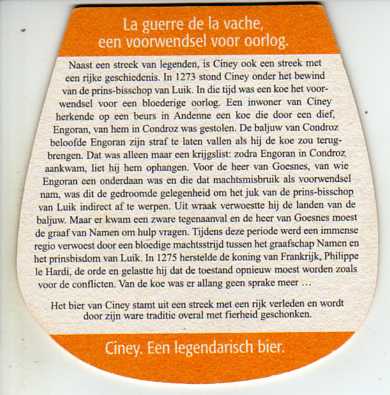 La guerre de la vache,
een voorwendsel voor oorlog.
Naast een streek van legenden, is Ciney ook een streek met
een rijke geschiedenis. In 1273 stond Ciney onder het bewind
van de prins-bisschop van Luik. In die tijd was een koe het voor-
wendsel voor een bloederige oorlog. Een inwoner van Ciney
herkende op een beurs in Andenne een koe die door een dief,
Engoran, van hem in Condroz was gestolen. De baljuw van Condroz
beloofde Engoran zijn straf te laten vallen als hij de koe zou terug-
brengen. Dat was alleen maar een krijgslist: zodra Engoran in Condroz
aankwam, liet hij hem ophangen. Voor de heer van Goesnes, van wie
Engoran een onderdaan was en die dat machtsmisbruik als voorwendsel
nam, was dit de gedroomde gelegenheid om het juk van de prins-bisschop
van Luik indirect af te werpen. Uit wraak verwoestte hij de landen van de
baljuw. Maar er kwam een zware tegenaanval en de heer van Goesnes moest
de graaf van Namen om hulp vragen. Tijdens deze periode werd een immense
regio verwoest door een bloedige machtsstrijd tussen het graafschap Namen en
het prinsbisdom van Luik. In 1275 herstelde de koning van Frankrijk, Philippe
le Hardi, de orde en gelastte hij dat de toestand opnieuw moest worden zoals
voor de conflicten. Van de koe was er allang geen sprake meer ...
Het bier van Ciney stamt uit een streek met een rijk verleden en wordt
door zijn ware traditie overal met fierheid geschonken.
Ciney. Een legendarisch bier.